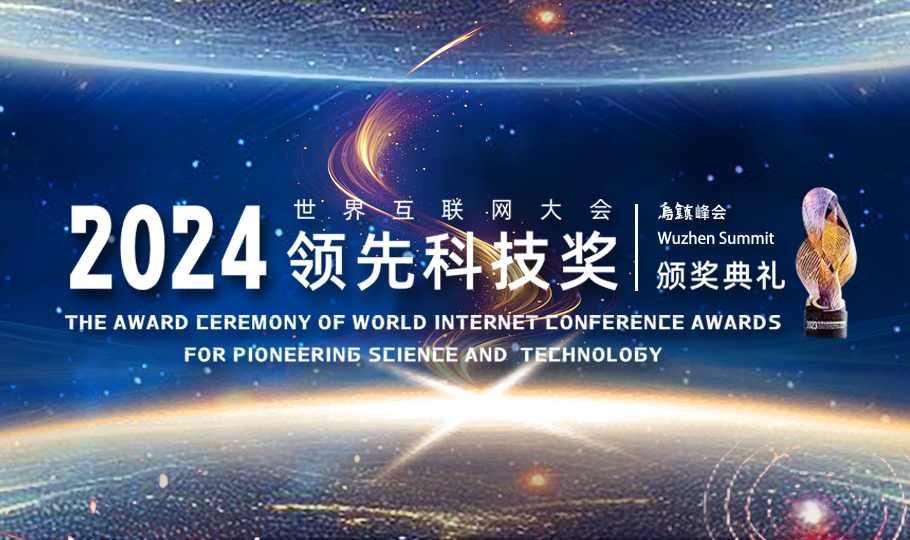 2024
世界互联网大会
领先科技奖
乌镇峰会
Wuzhen Summit
颁奖典礼
THE AWARD CEREMONY OF WORLD INTERNET CONFERENCE AWARDS
FOR PIONEERING SCIENCE AND TECHNOLOGY
2023